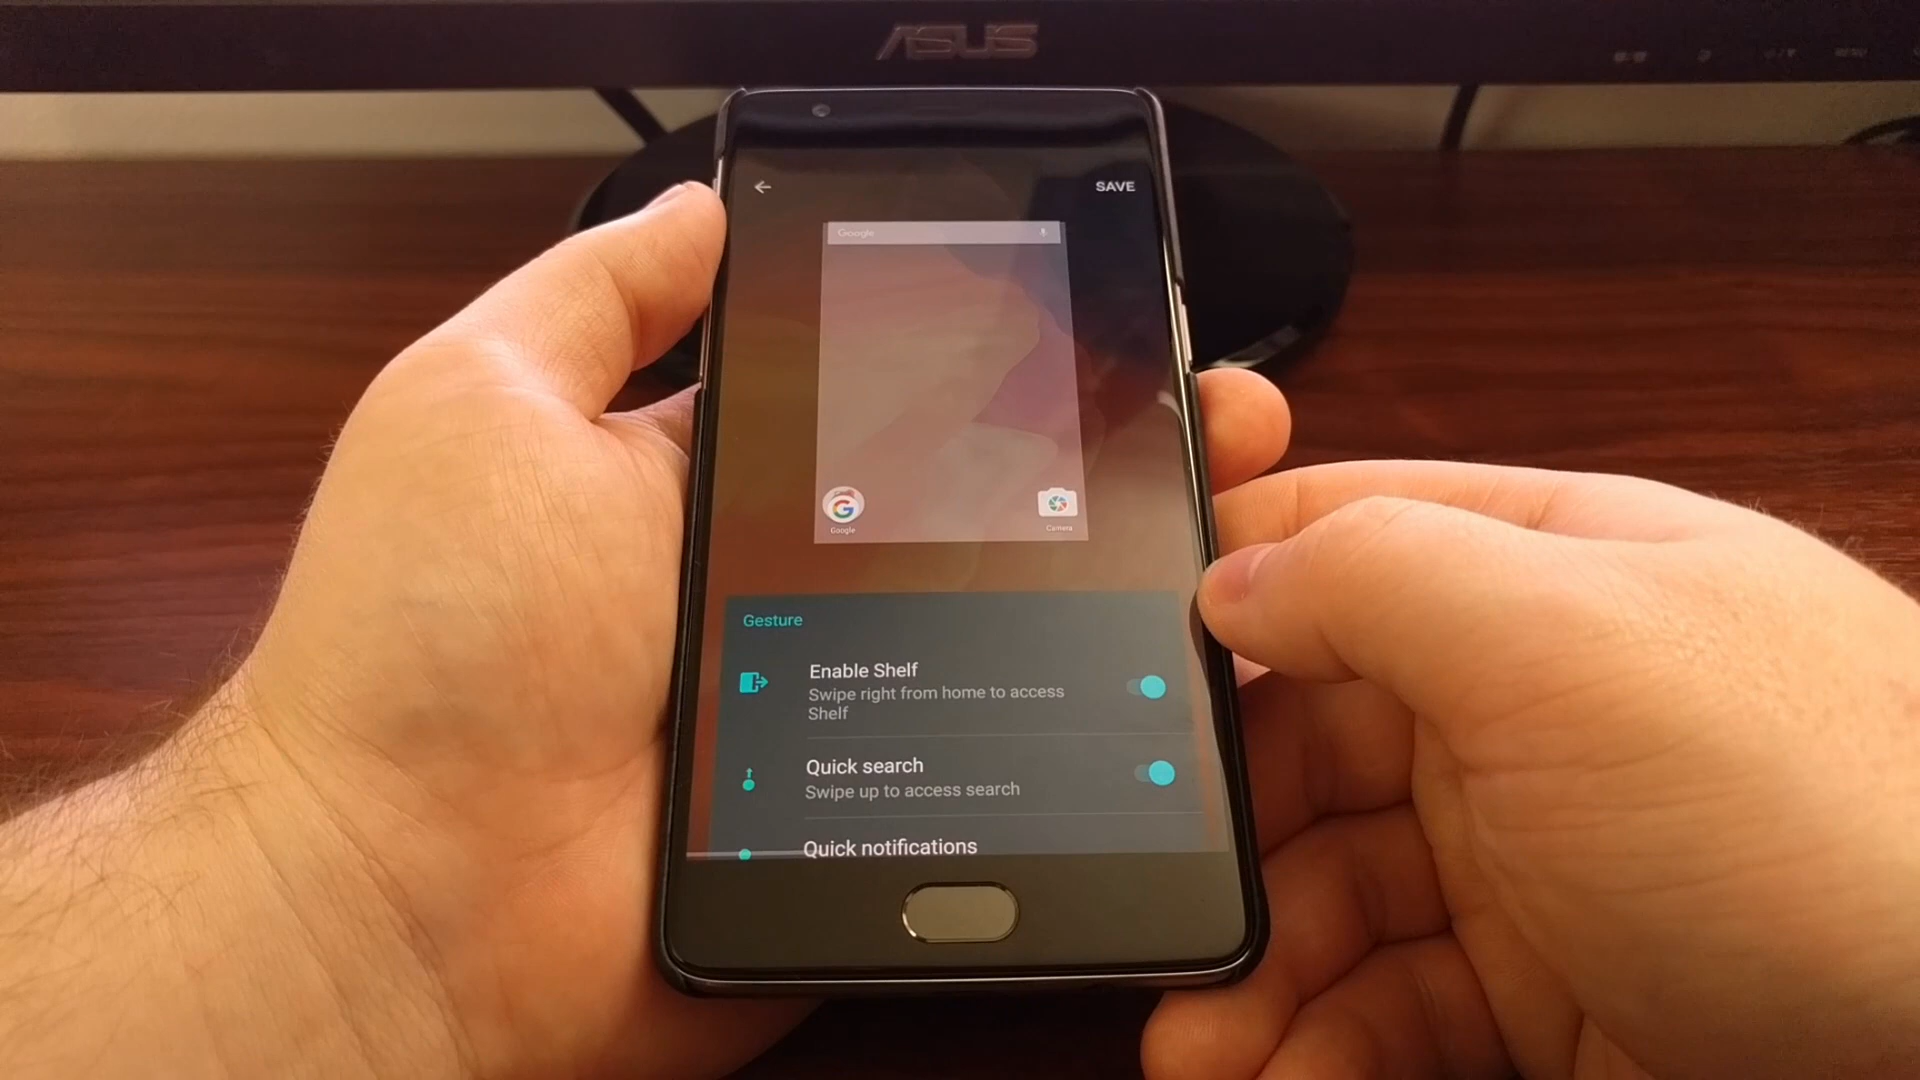 ASUS
MENU
SAVE
Google
Google
Camera
Gesture
Enable Shelf
Swipe right from home to access
Shelf
Quick search
Swipe up to access search
Quick notifications